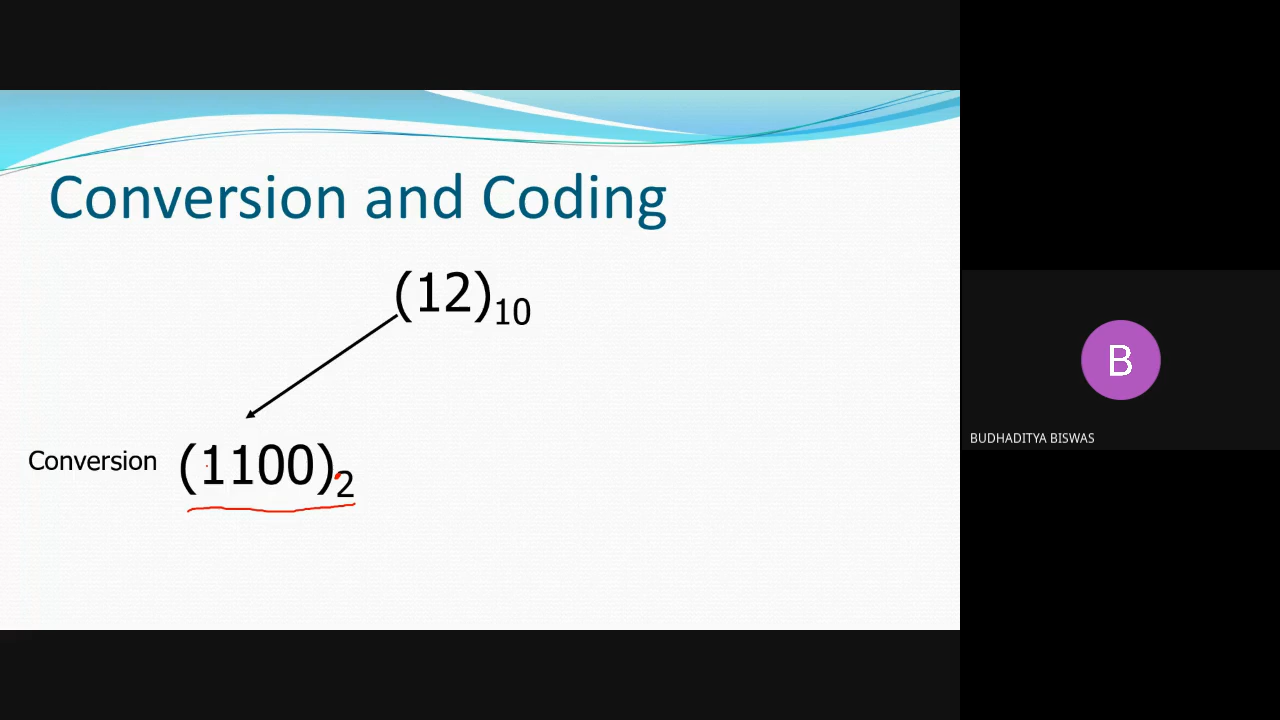 Conversion and Coding
(12)10
Conversion (1100)2
B
BUDHADITYA BISWAS